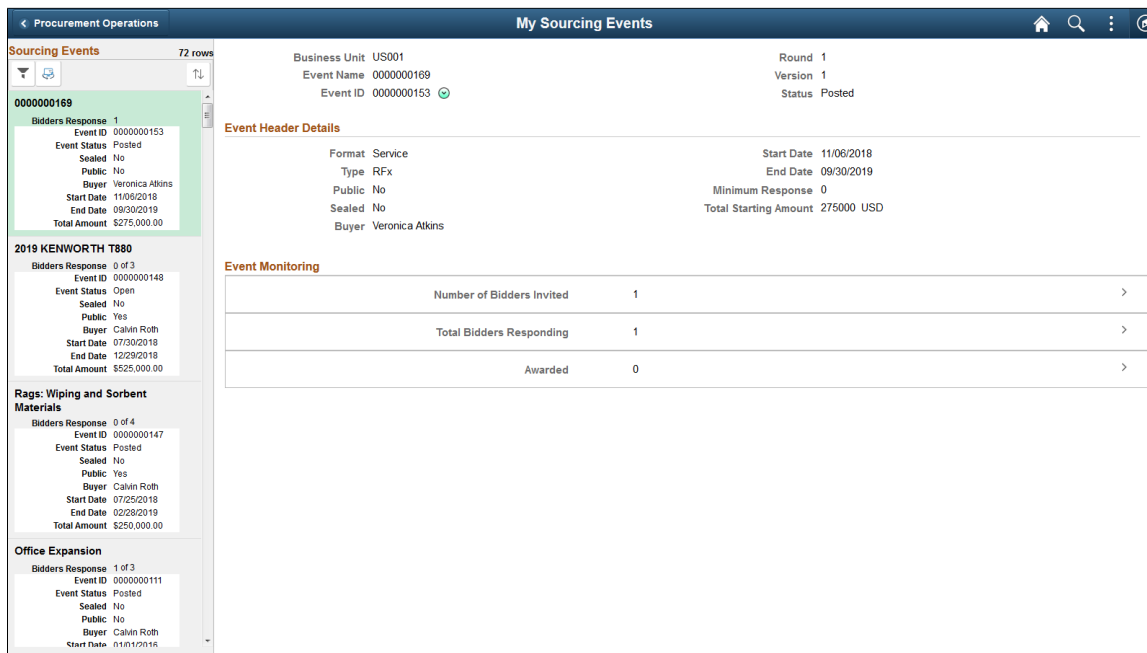 Procurement Operations
My Sourcing Events
Sourcing Events
72 rows
0000000169
Bidders Response 1
Event ID 0000000153
Event Status Posted
Sealed No
Public No
Buyer Veronica Atkins
Start Date 11/06/2018
End Date 09/30/2019
Total Amount $275,000.00
2019 KENWORTH T880
Bidders Response 0 of 3
Event ID 0000000148
Event Status Open
Sealed No
Public Yes
Buyer Calvin Roth
Start Date 07/30/2018
End Date 12/29/2018
Total Amount $525,000.00
Rags: Wiping and Sorbent
Materials
Bidders Response 0 of 4
Event ID 0000000147
Event Status Posted
Sealed No
Public Yes
Buyer Calvin Roth
Start Date 07/25/2018
End Date 02/28/2019
Total Amount $250,000.00
Office Expansion
Bidders Response 1 of 3
Event ID 0000000111
Event Status Posted
Sealed No
Public No
Buyer Calvin Roth
Start Date 01/01/2016
Business Unit US001
Event Name 0000000169
Event ID 0000000153
Round 1
Version 1
Status Posted
Event Header Details
Format Service
Type RFx
Public No
Sealed No
Buyer Veronica Atkins
Start Date 11/06/2018
End Date 09/30/2019
Minimum Response 0
Total Starting Amount 275000 USD
Event Monitoring
Number of Bidders Invited 1
Total Bidders Responding 1
Awarded 0